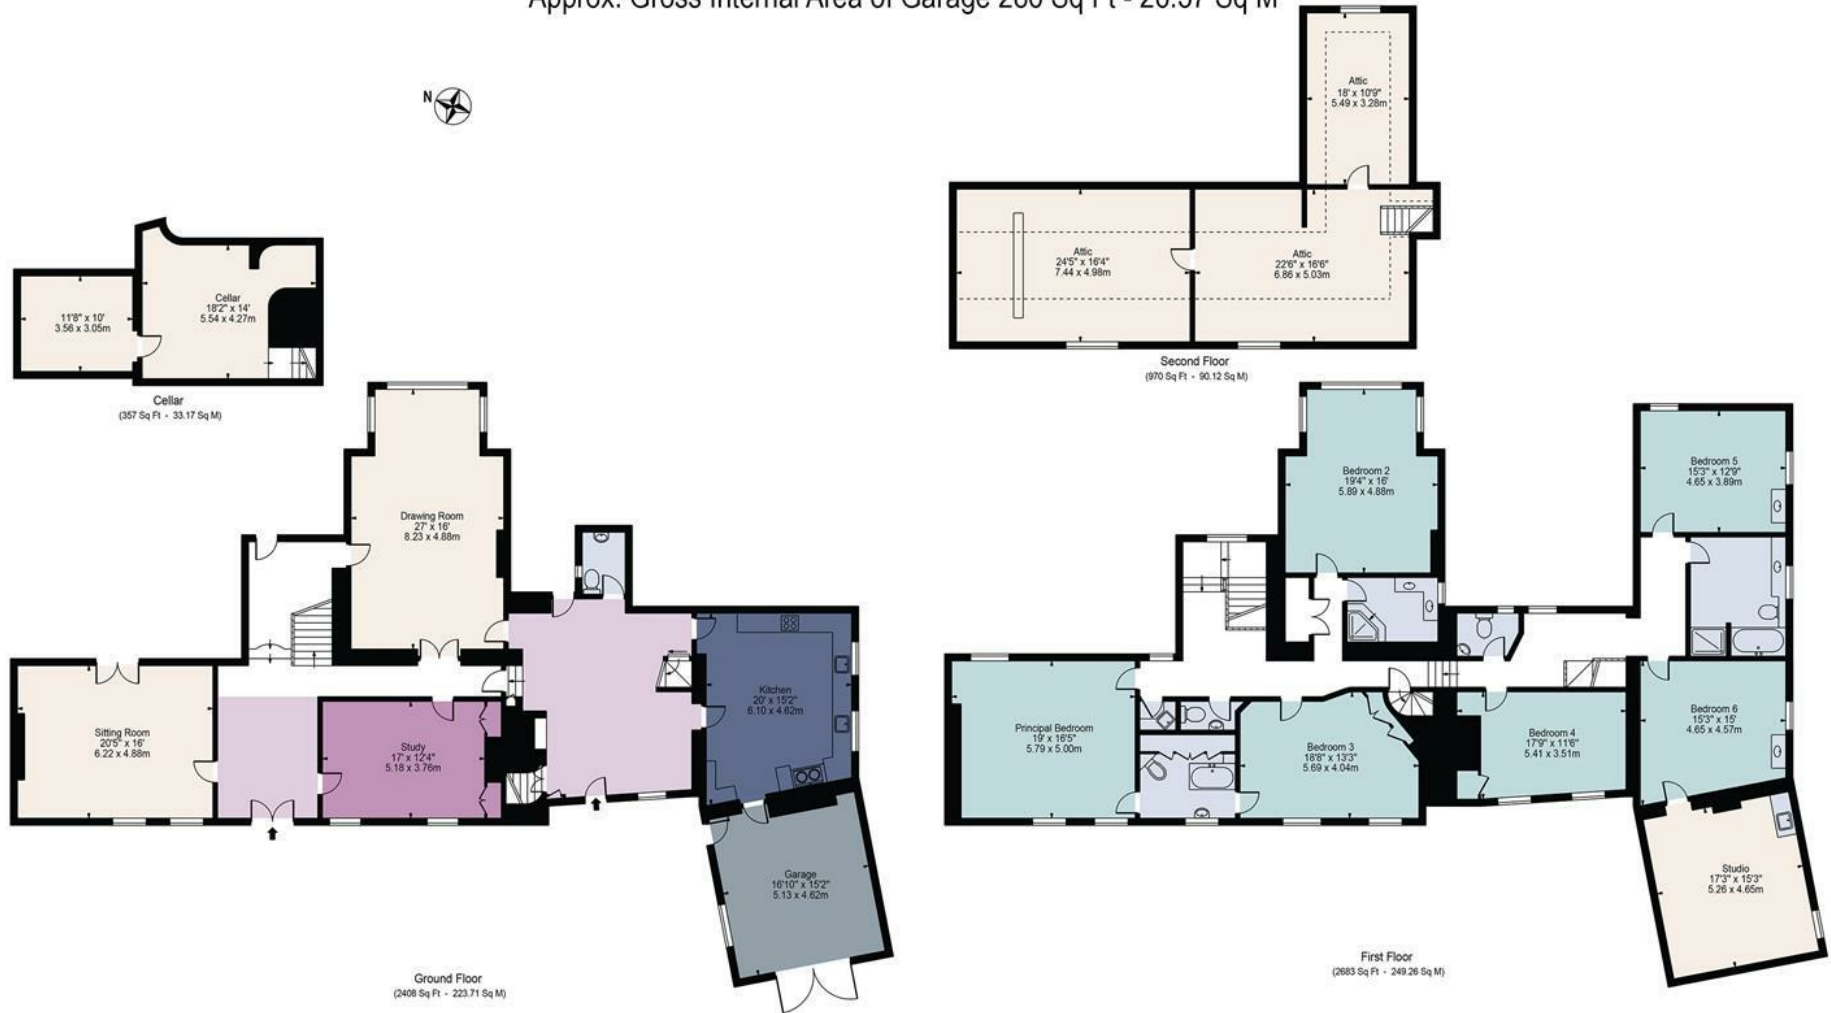 Approx. Gross Internal Area of Garage 286 Sq Ft - 26.57 Sq M
N
Attic
18' x 10'9"
5.49 x 3.28m
Attic
24'5" x 16'4"
7.44 x 4.98m
Attic
22'6" x 16'6"
6.86 x 5.03m
Second Floor
(970 Sq Ft - 90.12 Sq M)
11'8" x 10'
3.56 x 3.05m
Cellar
18'2" x 14'
5.54 x 4.27m
Cellar
(357 Sq Ft - 33.17 Sq M)
Drawing Room
27' x 16'
8.23 x 4.88m
Sitting Room
20'5" x 16'
6.22 x 4.88m
Study
17' x 12'4"
5.18 x 3.76m
Kitchen
20' x 15'2"
6.10 x 4.62m
Garage
16'10" x 15'2"
5.13 x 4.62m
Ground Floor
(2408 Sq Ft - 223.71 Sq M)
Bedroom 2
19'4" x 16'
5.89 x 4.88m
Bedroom 5
15'3" x 12'9"
4.65 x 3.89m
Principal Bedroom
19' x 16'5"
5.79 x 5.00m
Bedroom 3
18'8" x 13'3"
5.69 x 4.04m
Bedroom 4
17'9" x 11'6"
5.41 x 3.51m
Bedroom 6
15'3" x 15'
4.65 x 4.57m
Studio
17'3" x 15'3"
5.26 x 4.65m
First Floor
(2683 Sq Ft - 249.26 Sq M)